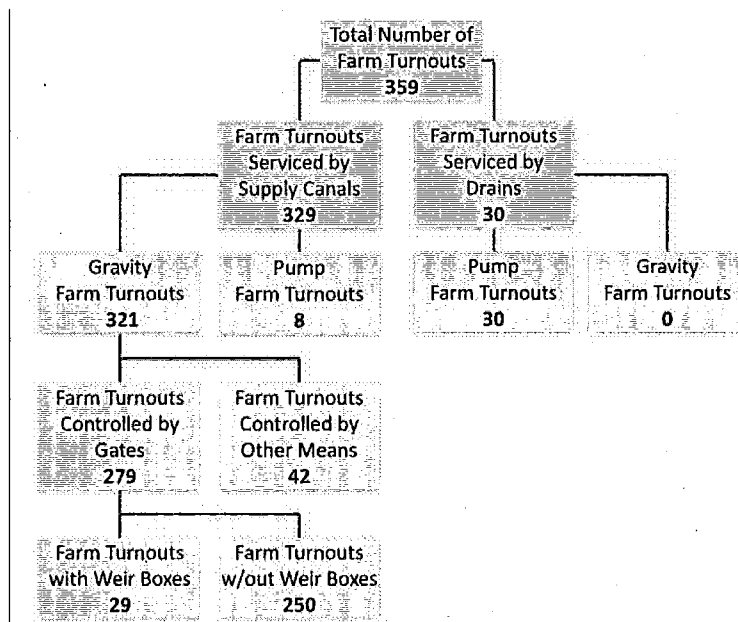 Total Number of
Farm Turnouts
359
Farm Turnouts
Serviced by
Supply Canals
329
Farm Turnouts
Serviced by
Drains
30
Gravity
Farm Turnouts
321
Pump
Farm Turnouts
8
Pump
Farm Turnouts
30
Gravity
Farm Turnouts
0
Farm Turnouts
Controlled by
Gates
279
Farm Turnouts
Controlled by
Other Means
42
Farm Turnouts
with Weir Boxes
29
Farm Turnouts
w/out Weir Boxes
250